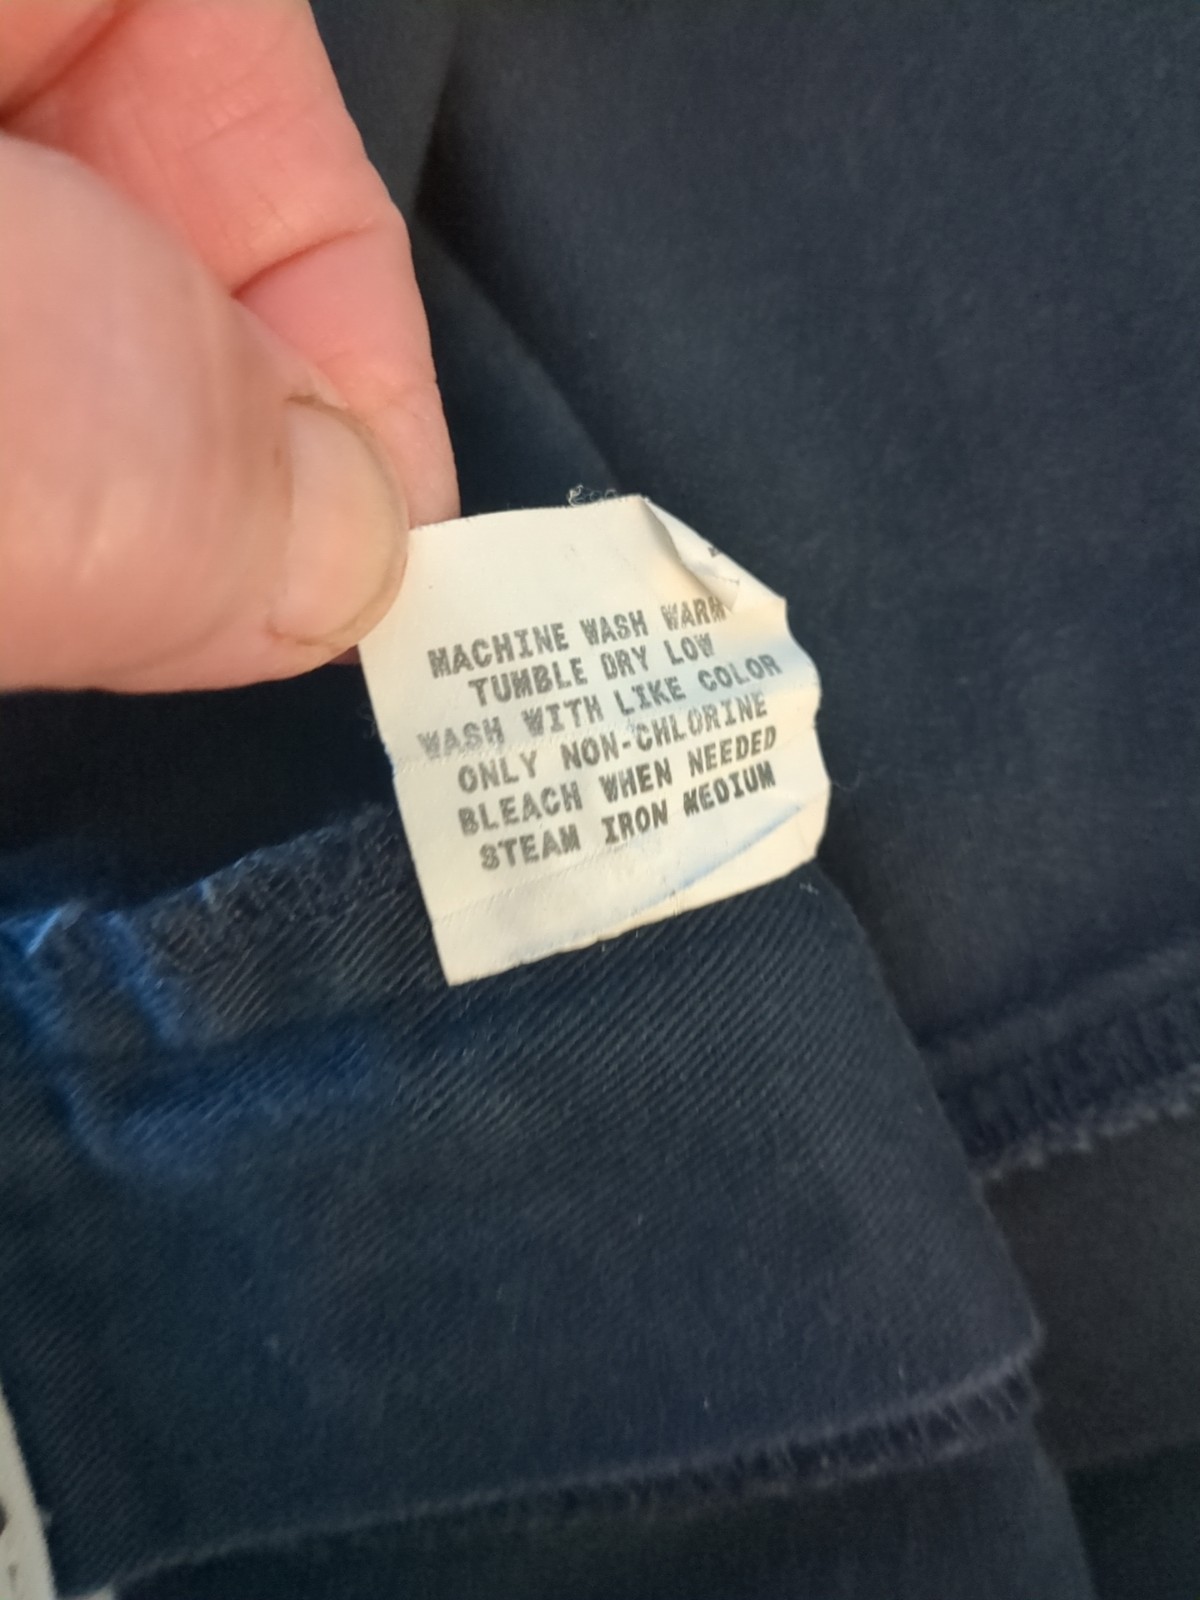 MACHINE WASH WARM
TUMBLE DRY LOW
WASH WITH LIKE COLOR
ONLY NON-CHLORINE
BLEACH WHEN NEEDED
STEAM IRON MEDIUM